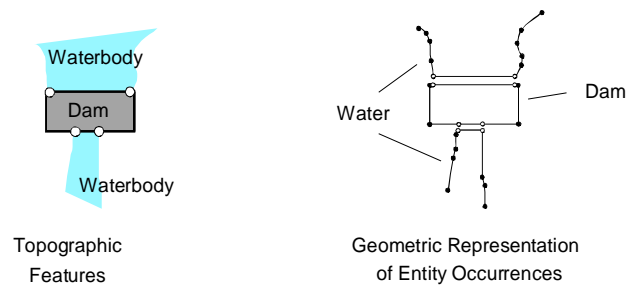 Waterbody
Dam
Waterbody
Topographic
Features
Water
Dam
Geometric Representation
of Entity Occurrences